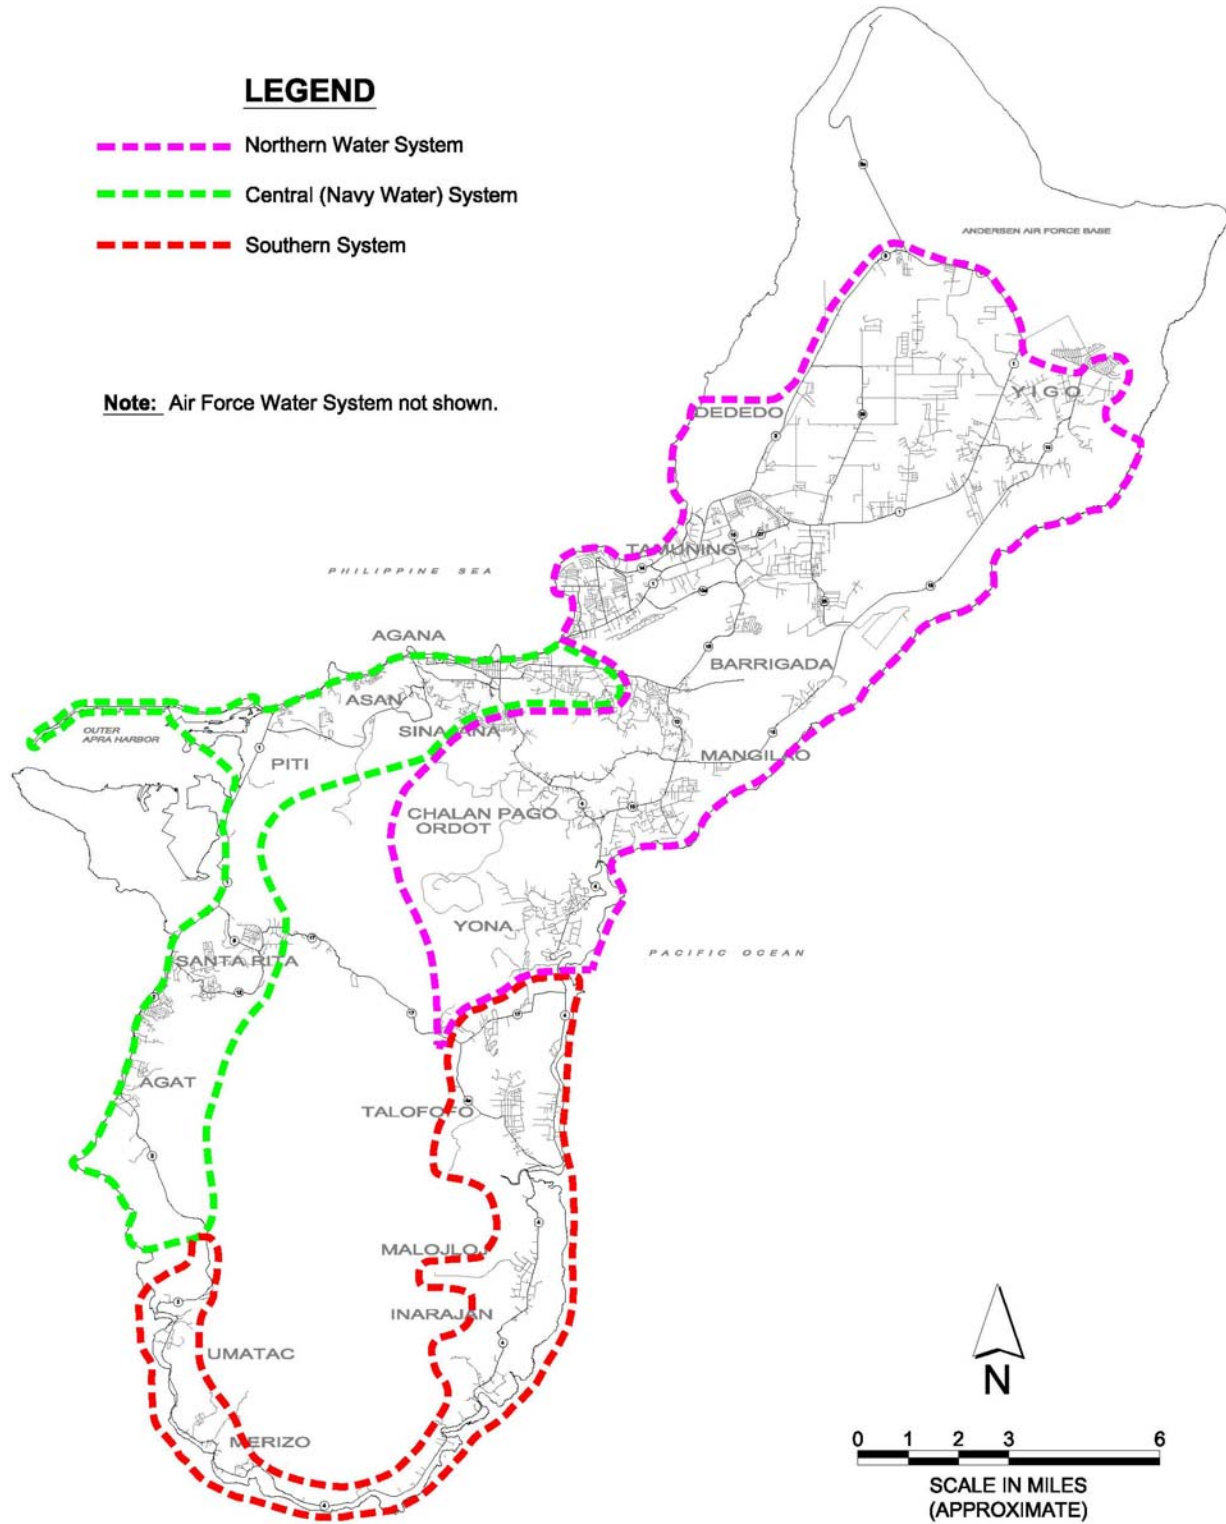 LEGEND
Northern Water System
Central (Navy Water) System
Southern System
Note: Air Force Water System not shown.
ANDERSEN AIR FORCE BASE
YIGO
DEDEDO
TAMUNING
PHILIPPINE SEA
AGANA
BARRIGADA
ASAN
SINAJANA
OUTER
APRA HARBOR
MANGILAO
PITI
CHALAN PAGO
ORDOT
YONA
PACIFIC OCEAN
SANTA RITA
AGAT
TALOFOFO
MALOJLOJ
INARAJAN
UMATAC
MERIZO
N
0 1 2 3 6
SCALE IN MILES
(APPROXIMATE)